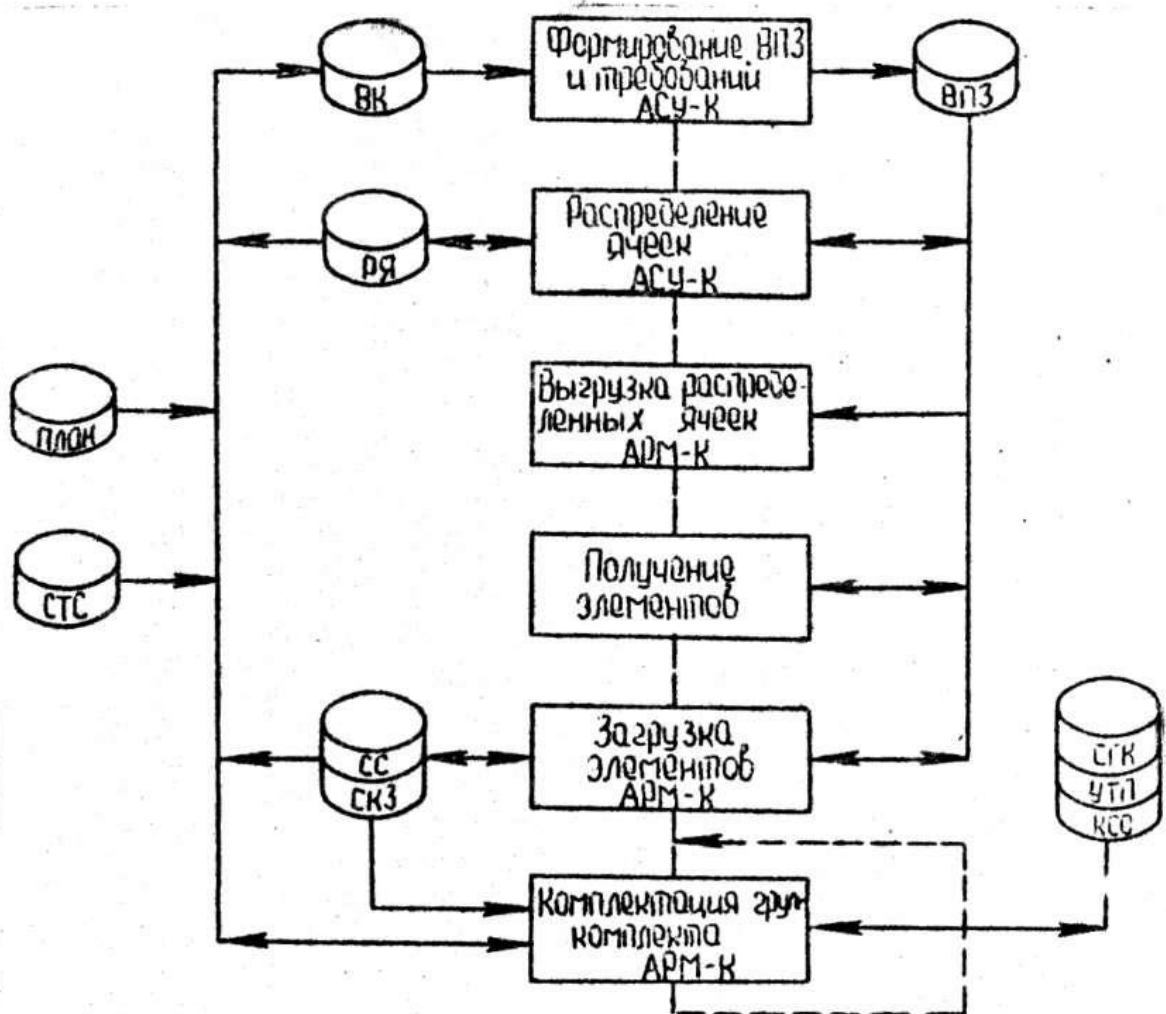 ВК
Формирование ВПЗ
и требований
АСУ-К
ВПЗ
РЯ
Распределение
ячеек
АСУ-К
ПЛАН
Выгрузка распреде-
ленных ячеек
АРМ-К
СТС
Получение
элементов
СС
СКЗ
Загрузка
элементов
АРМ-К
СГК
УТП
КСО
Комплектация груп
комплекта
АРМ-К